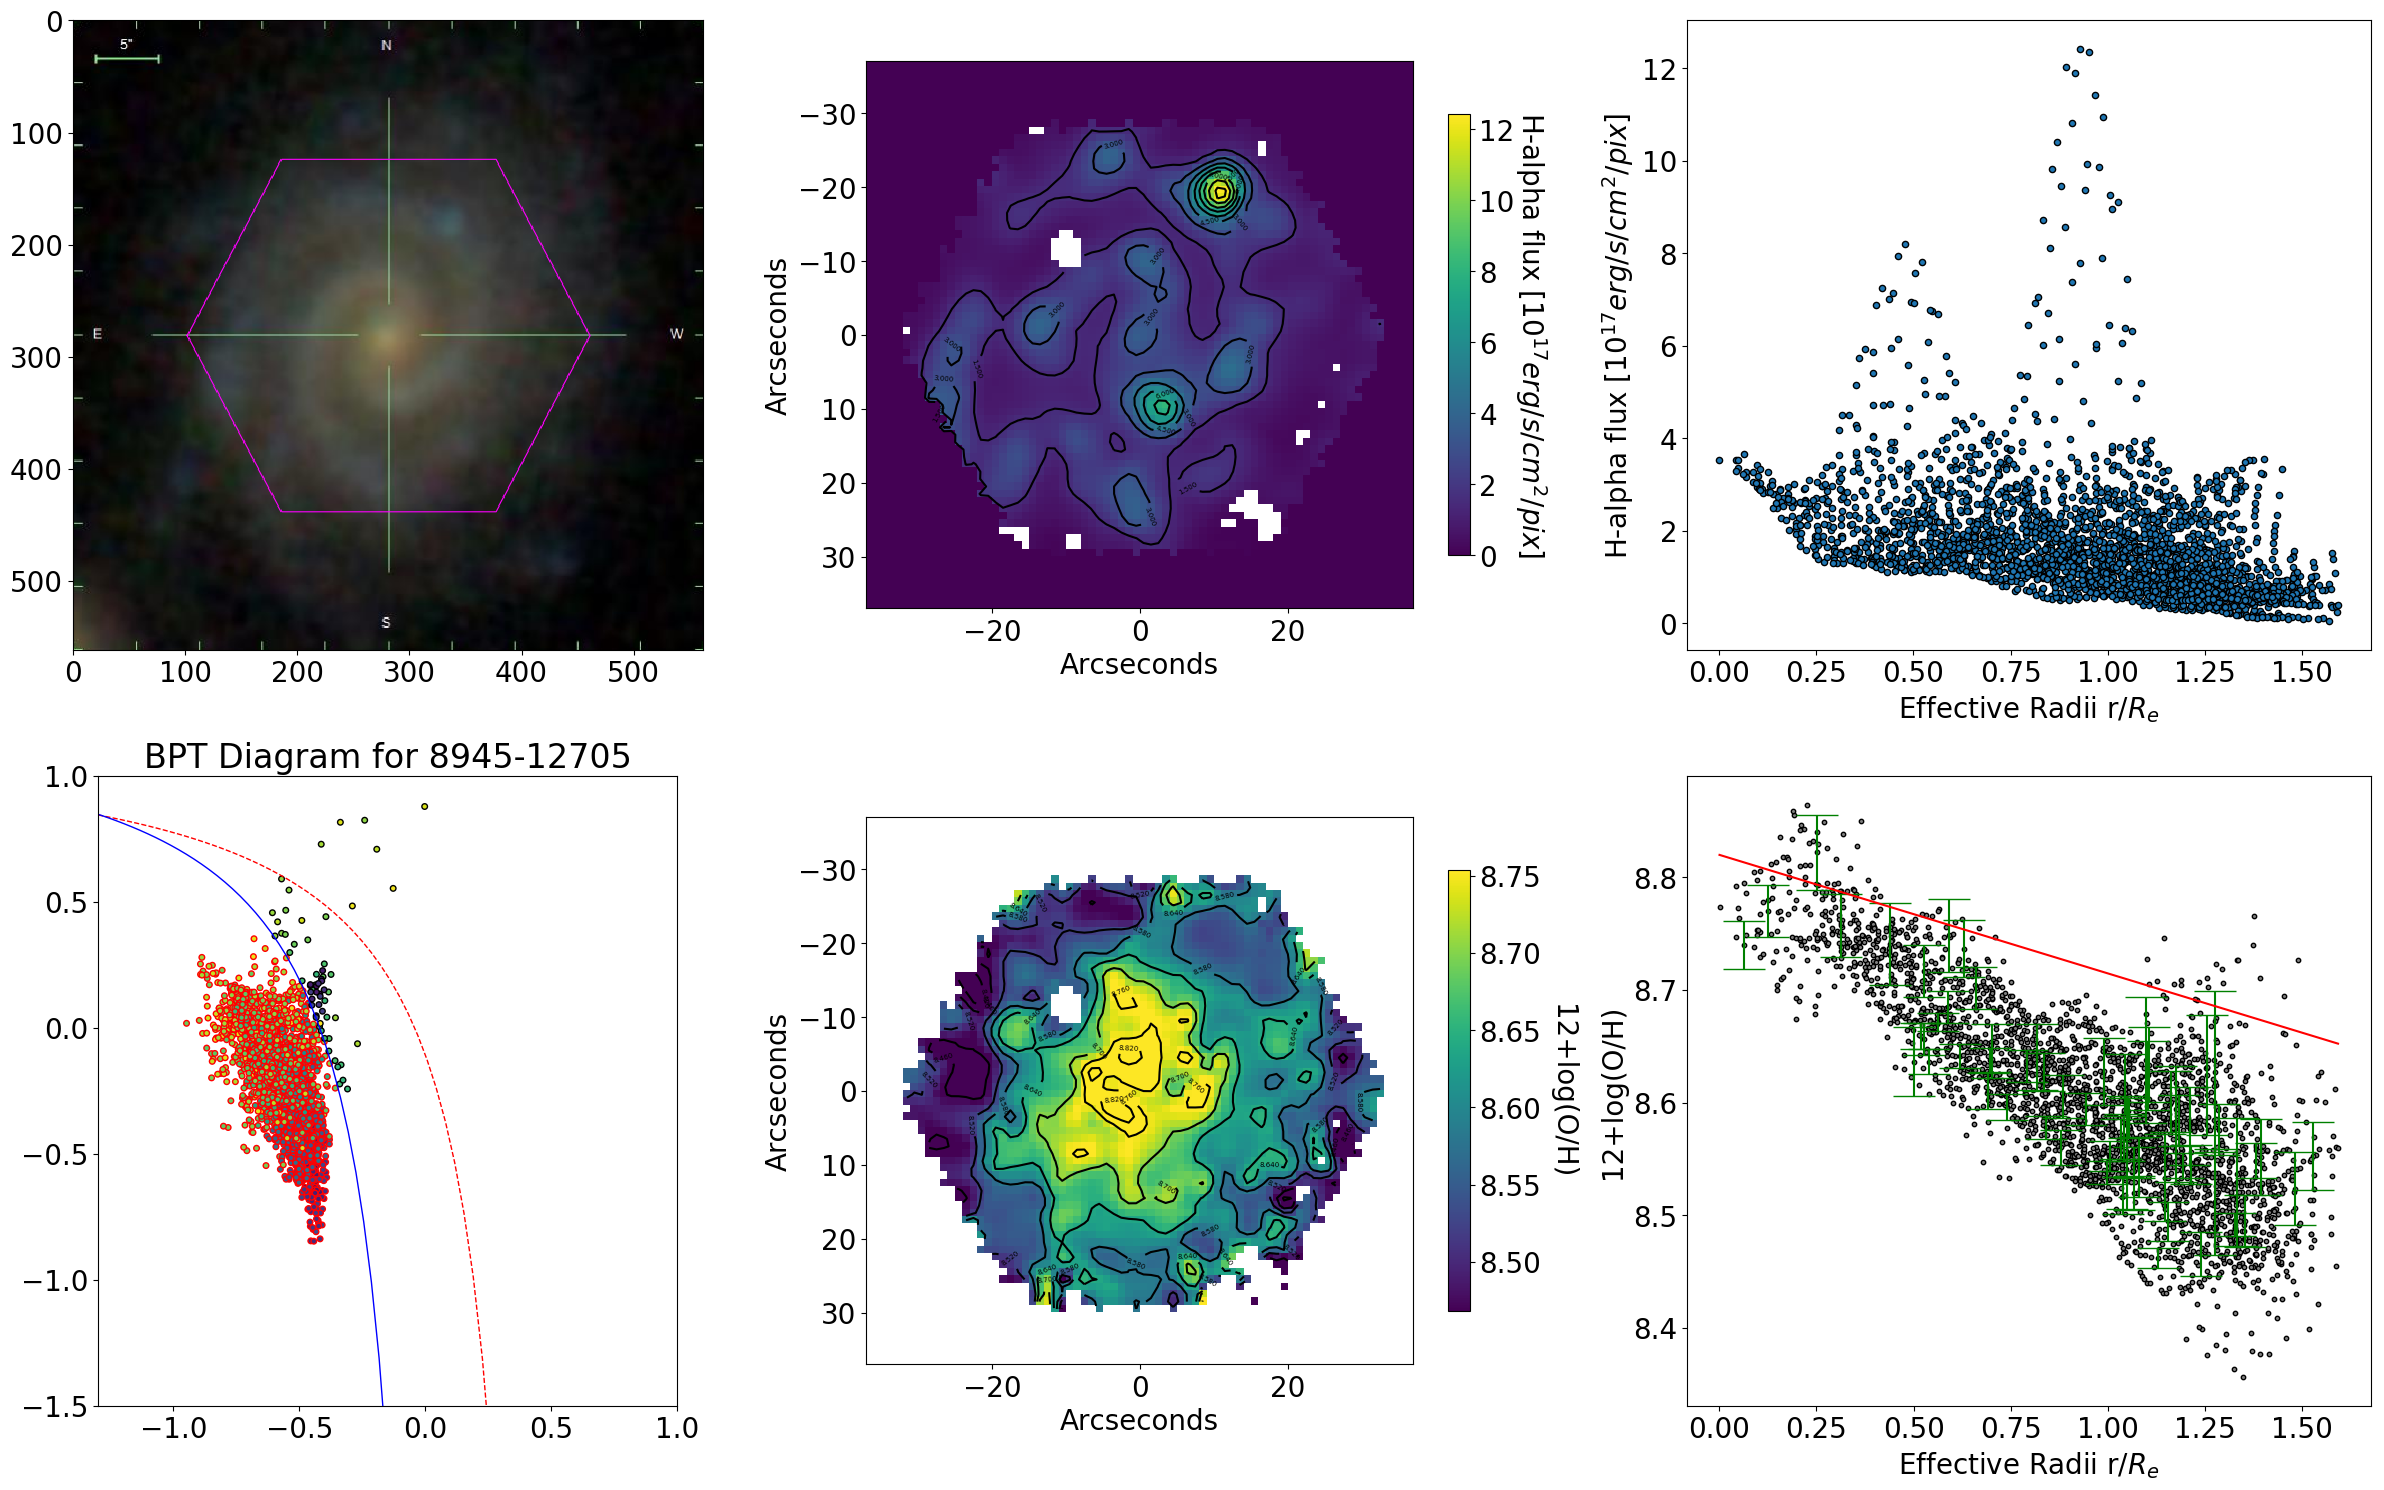 0
100
200
300
400
500
0 100 200 300 400 500
5"
N
E
W
S
−30
−20
−10
0
10
20
30
−20 0 20
Arcseconds
Arcseconds
12
10
8
6
4
2
0
H-alpha flux [10^17 erg/s/cm^2/pix]
H-alpha flux [10^17 erg/s/cm^2/pix]
12
10
8
6
4
2
0
0.00 0.25 0.50 0.75 1.00 1.25 1.50
Effective Radii r/R_e
BPT Diagram for 8945-12705
1.0
0.5
0.0
−0.5
−1.0
−1.5
−1.0 −0.5 0.0 0.5 1.0
−30
−20
−10
0
10
20
30
−20 0 20
Arcseconds
Arcseconds
8.75
8.70
8.65
8.60
8.55
8.50
12+log(O/H)
12+log(O/H)
8.8
8.7
8.6
8.5
8.4
0.00 0.25 0.50 0.75 1.00 1.25 1.50
Effective Radii r/R_e